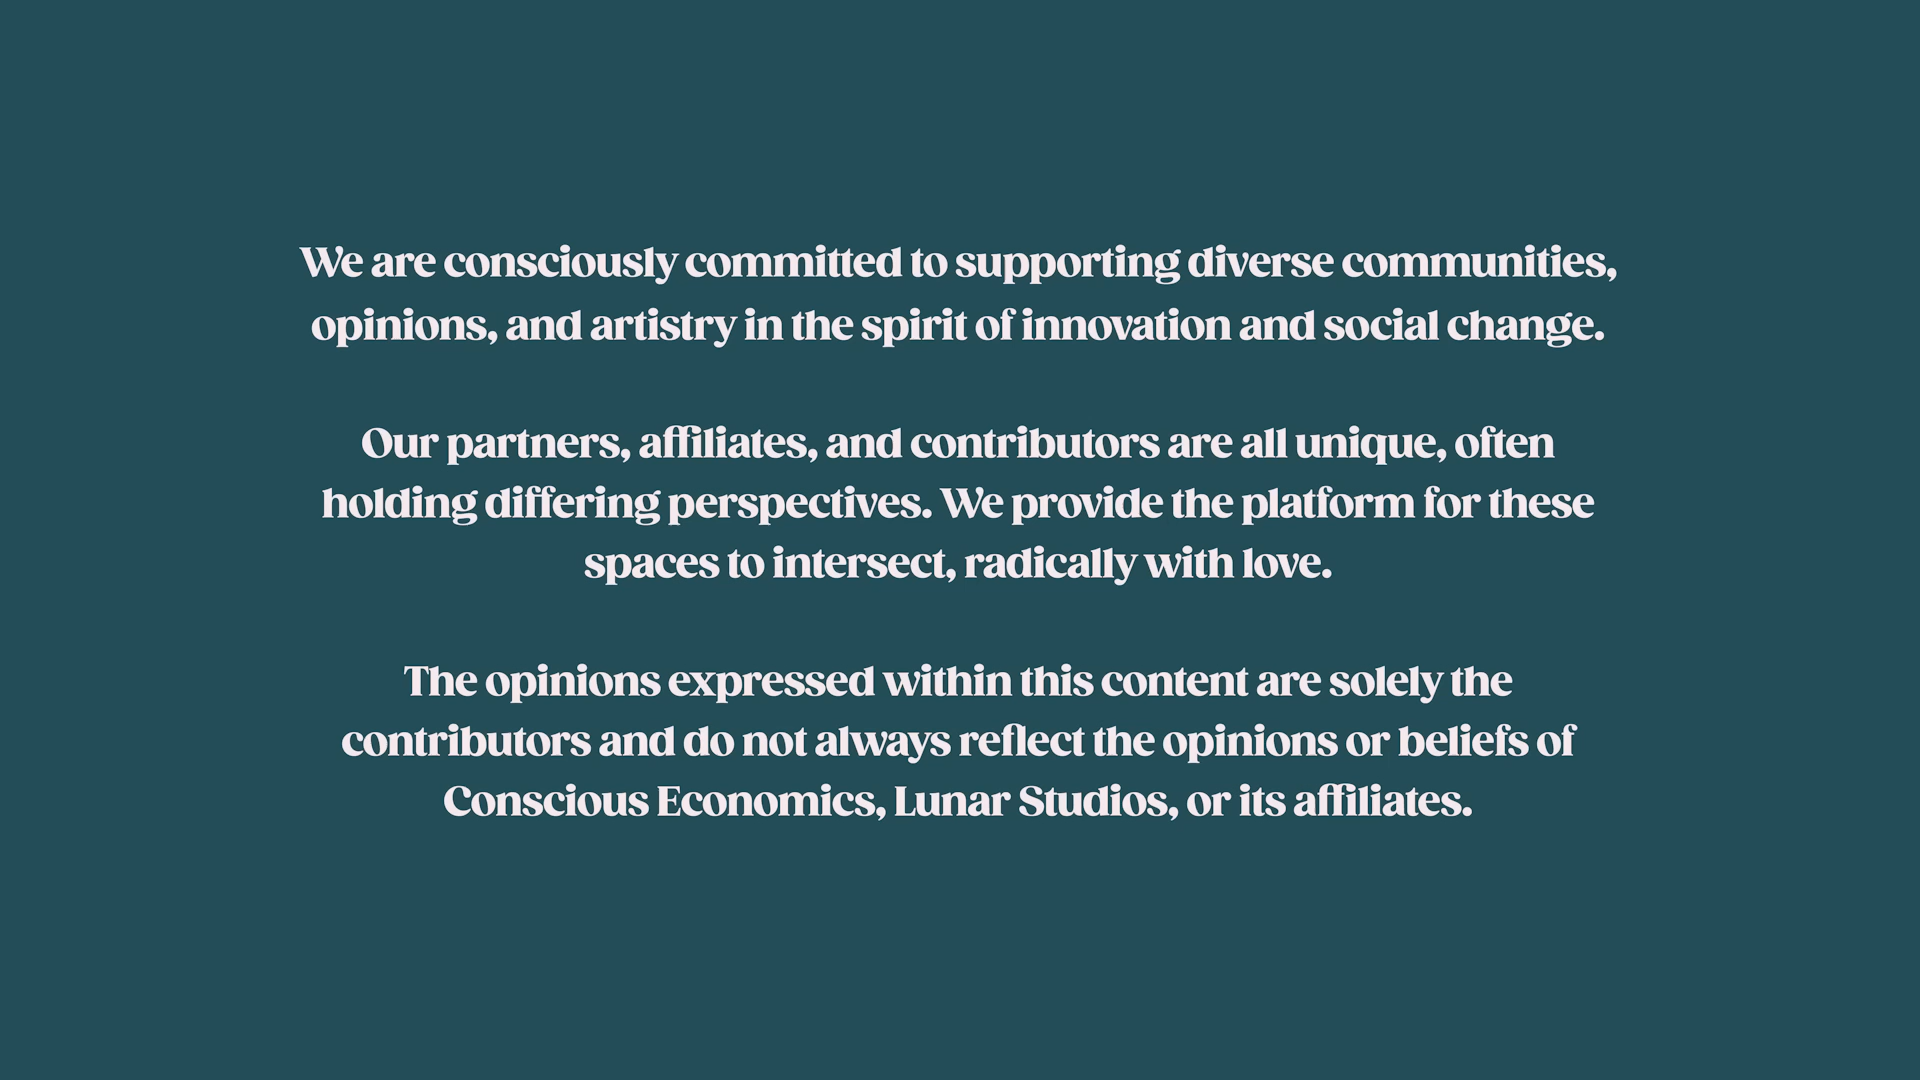 We are consciously committed to supporting diverse communities,
opinions, and artistry in the spirit of innovation and social change.
Our partners, affiliates, and contributors are all unique, often
holding differing perspectives. We provide the platform for these
spaces to intersect, radically with love.
The opinions expressed within this content are solely the
contributors and do not always reflect the opinions or beliefs of
Conscious Economics, Lunar Studios, or its affiliates.